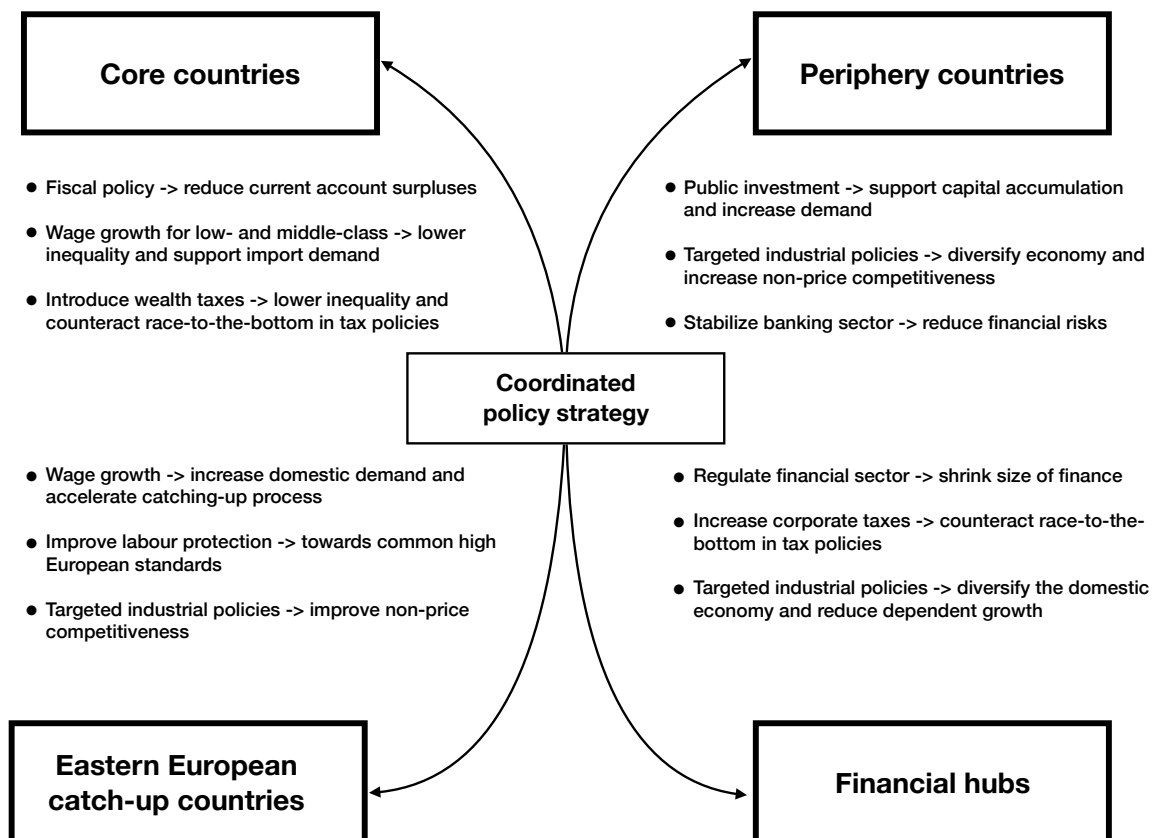 Core countries
● Fiscal policy -> reduce current account surpluses
● Wage growth for low- and middle-class -> lower
inequality and support import demand
● Introduce wealth taxes -> lower inequality and
counteract race-to-the-bottom in tax policies
Periphery countries
● Public investment -> support capital accumulation
and increase demand
● Targeted industrial policies -> diversify economy and
increase non-price competitiveness
● Stabilize banking sector -> reduce financial risks
Coordinated
policy strategy
● Wage growth -> increase domestic demand and
accelerate catching-up process
● Improve labour protection -> towards common high
European standards
● Targeted industrial policies -> improve non-price
competitiveness
Eastern European
catch-up countries
● Regulate financial sector -> shrink size of finance
● Increase corporate taxes -> counteract race-to-the-
bottom in tax policies
● Targeted industrial policies -> diversify the domestic
economy and reduce dependent growth
Financial hubs